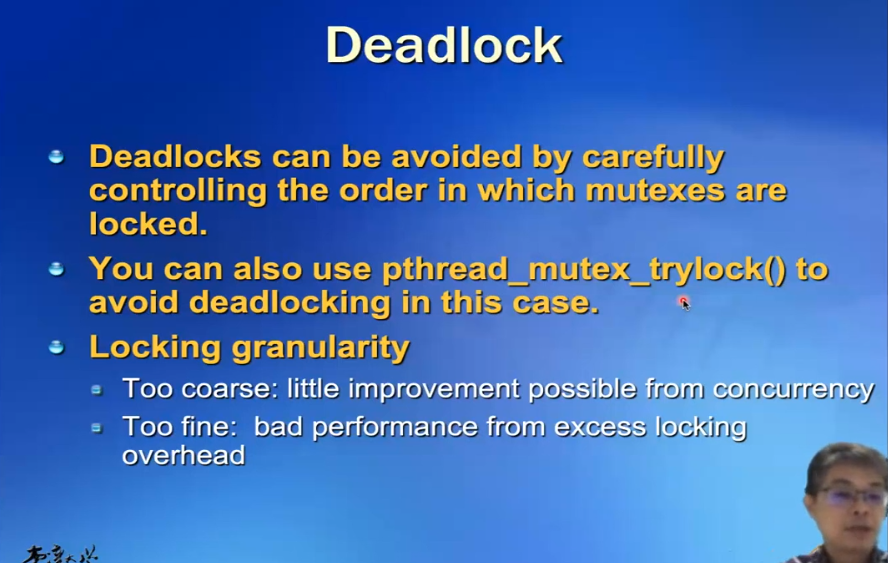 Deadlock
Deadlocks can be avoided by carefully
controlling the order in which mutexes are
locked.
You can also use pthread_mutex_trylock() to
avoid deadlocking in this case.
Locking granularity
Too coarse: little improvement possible from concurrency
Too fine:  bad performance from excess locking
overhead